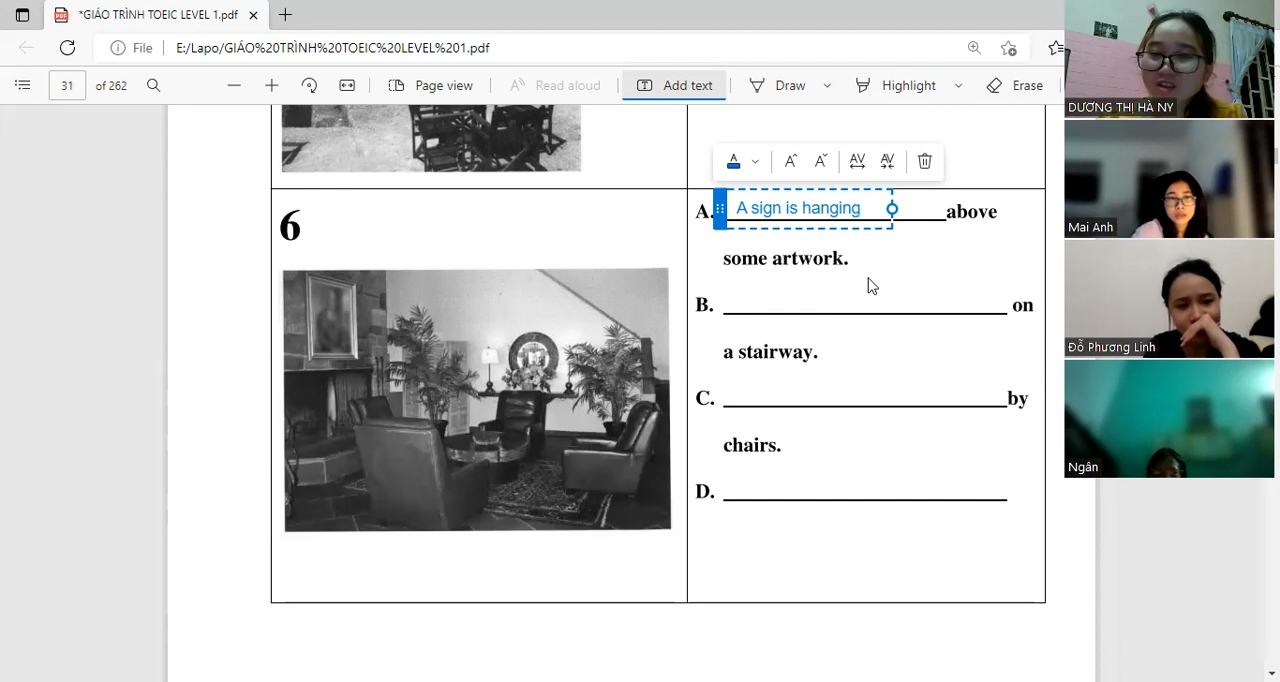 *GIÁO TRÌNH TOEIC LEVEL 1.pdf
File E:/Lapo/GIÁO%20TRÌNH%20TOEIC%20LEVEL%201.pdf
31 of 262 Page view Read aloud Add text Draw Highlight Erase
6
A. A sign is hanging above
some artwork.
B. on
a stairway.
C. by
chairs.
D.
DƯƠNG THỊ HÀ NY
Mai Anh
Đỗ Phương Linh
Ngân